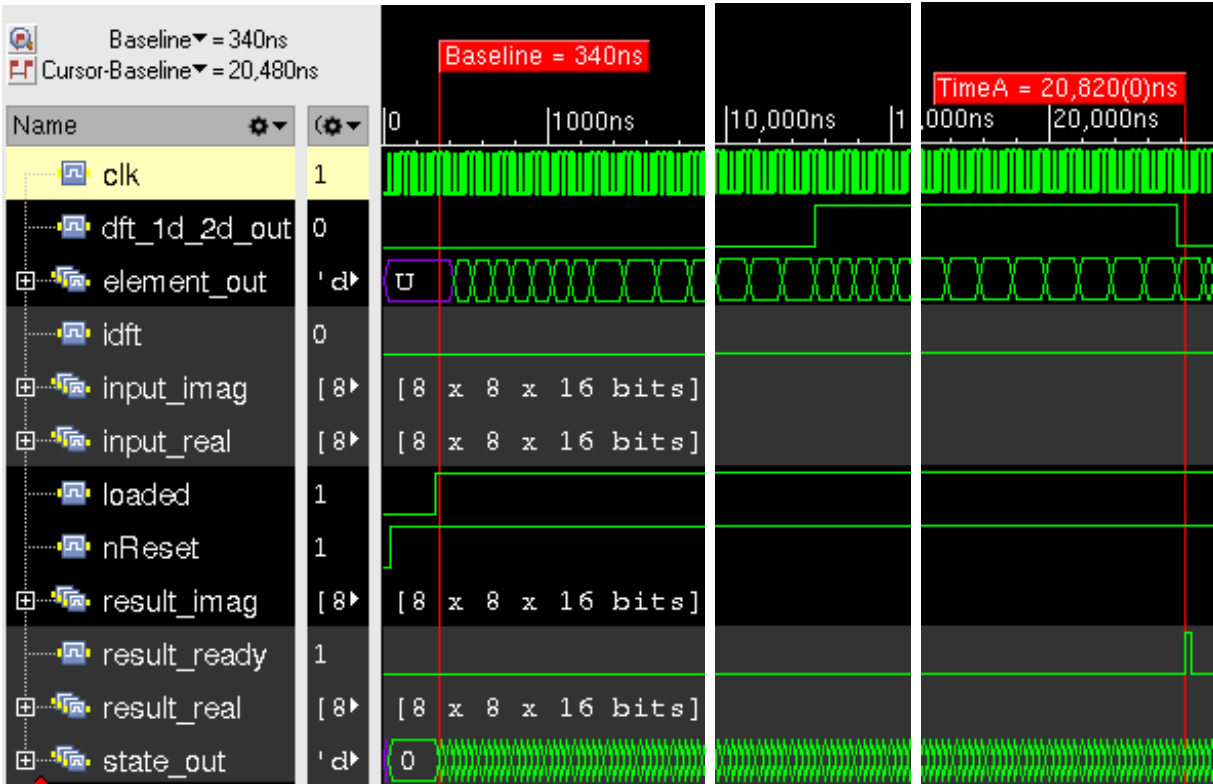 Baseline▼ = 340ns
Cursor-Baseline▼ = 20,480ns
Baseline = 340ns
TimeA = 20,820(0)ns
Name
(
0
1000ns
10,000ns
1
,000ns
20,000ns
clk 1
dft_1d_2d_out 0
element_out 'd
U
idft 0
input_imag [8
[8 x 8 x 16 bits]
input_real [8
[8 x 8 x 16 bits]
loaded 1
nReset 1
result_imag [8
[8 x 8 x 16 bits]
result_ready 1
result_real [8
[8 x 8 x 16 bits]
state_out 'd
0